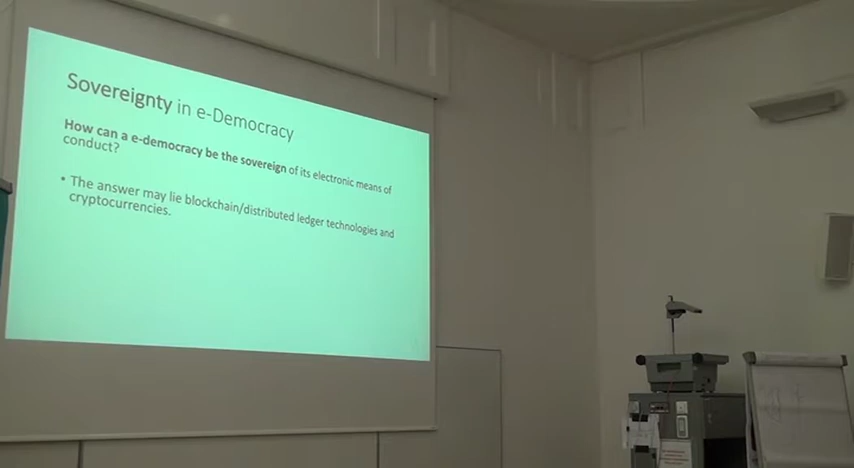 Sovereignty in e-Democracy
How can a e-democracy be the sovereign of its electronic means of
conduct?
• The answer may lie blockchain/distributed ledger technologies and
cryptocurrencies.